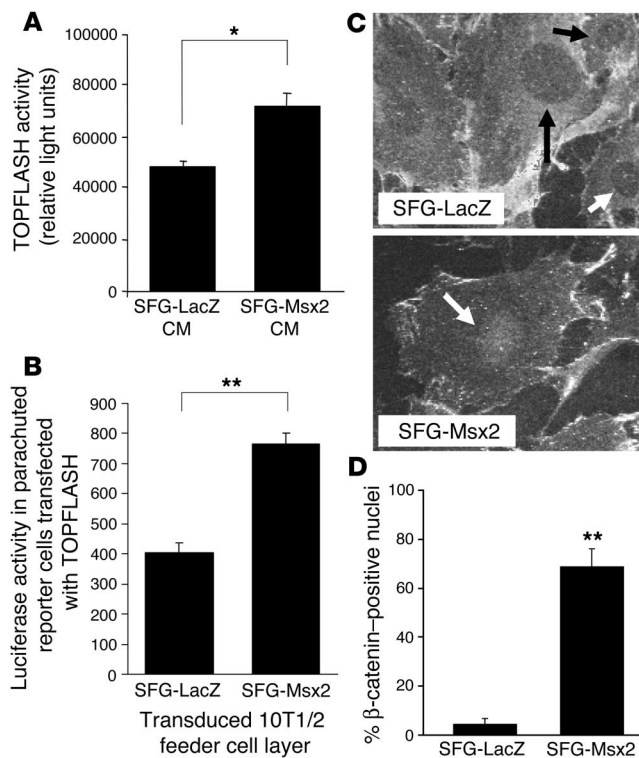 A
TOPFLASH activity
(relative light units)
100000
80000
60000
40000
20000
0
*
SFG-LacZ
CM
SFG-Msx2
CM
B
Luciferase activity in parachuted
reporter cells transfected
with TOPFLASH
900
800
700
600
500
400
300
200
100
0
**
SFG-LacZ
SFG-Msx2
Transduced 10T1/2
feeder cell layer
C
SFG-LacZ
SFG-Msx2
D
% β-catenin–positive nuclei
100
80
60
40
20
0
**
SFG-LacZ
SFG-Msx2